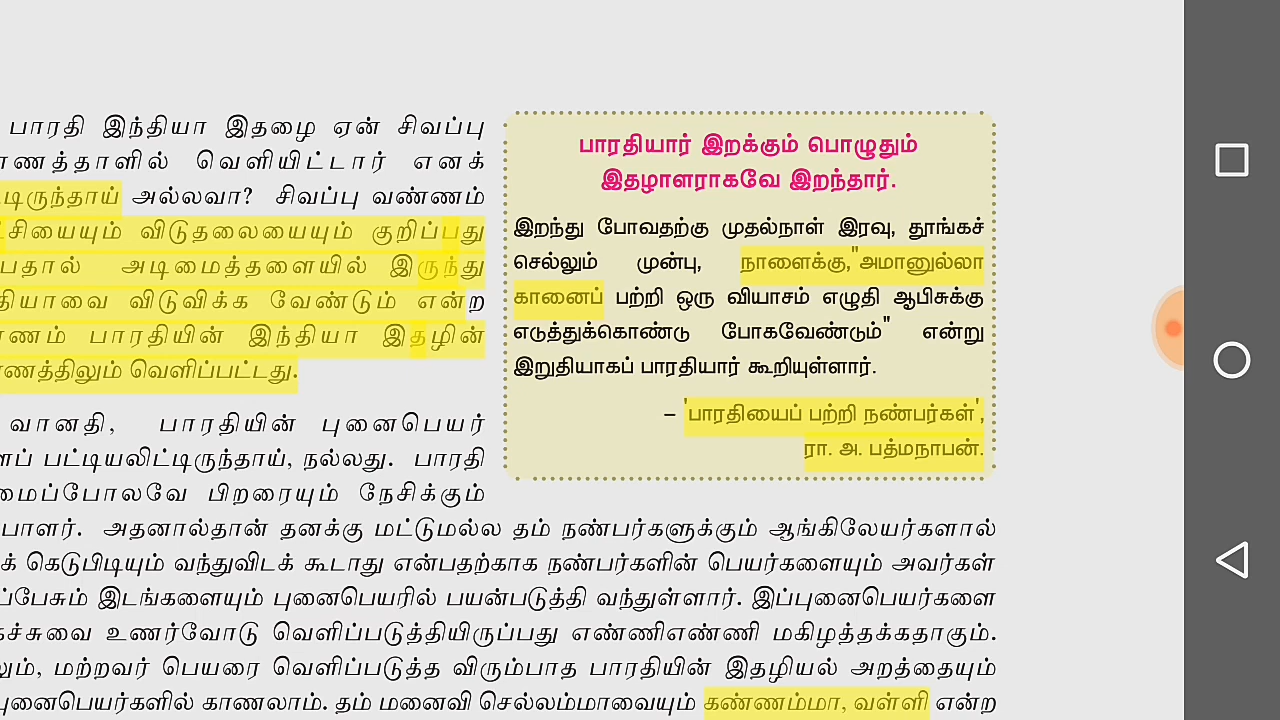 பாரதி இந்தியா இதழை ஏன் சிவப்பு
ணத்தாளில் வெளியிட்டார் எனக்
டிருந்தாய் அல்லவா? சிவப்பு வண்ணம்
சியையும் விடுதலையையும் குறிப்பது
பதால் அடிமைத்தளையில் இருந்து
தியாவை விடுவிக்க வேண்டும் என்ற
ணம் பாரதியின் இந்தியா இதழின்
ணத்திலும் வெளிப்பட்டது.
வானதி, பாரதியின் புனைபெயர்
ளப் பட்டியலிட்டிருந்தாய், நல்லது. பாரதி
மைப்போலவே பிறரையும் நேசிக்கும்
பாரதியார் இறக்கும் பொழுதும்
இதழாளராகவே இறந்தார்.
இறந்து போவதற்கு முதல்நாள் இரவு, தூங்கச்
செல்லும் முன்பு, நாளைக்கு,"அமானுல்லா
கானைப் பற்றி ஒரு வியாசம் எழுதி ஆபிசுக்கு
எடுத்துக்கொண்டு போகவேண்டும்" என்று
இறுதியாகப் பாரதியார் கூறியுள்ளார்.
– 'பாரதியைப் பற்றி நண்பர்கள்',
ரா. அ. பத்மநாபன்.
பாளர். அதனால்தான் தனக்கு மட்டுமல்ல தம் நண்பர்களுக்கும் ஆங்கிலேயர்களால்
க் கெடுபிடியும் வந்துவிடக் கூடாது என்பதற்காக நண்பர்களின் பெயர்களையும் அவர்கள்
ப்பேசும் இடங்களையும் புனைபெயரில் பயன்படுத்தி வந்துள்ளார். இப்புனைபெயர்களை
கச்சுவை உணர்வோடு வெளிப்படுத்தியிருப்பது எண்ணிஎண்ணி மகிழத்தக்கதாகும்.
லும், மற்றவர் பெயரை வெளிப்படுத்த விரும்பாத பாரதியின் இதழியல் அறத்தையும்
புனைபெயர்களில் காணலாம். தம் மனைவி செல்லம்மாவையும் கண்ணம்மா, வள்ளி என்ற